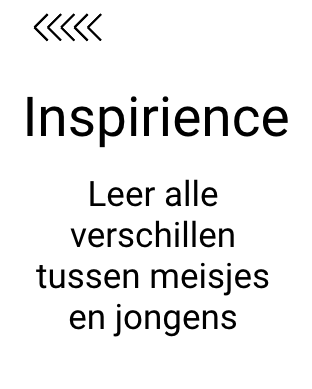 Inspirience
Leer alle
verschillen
tussen meisjes
en jongens